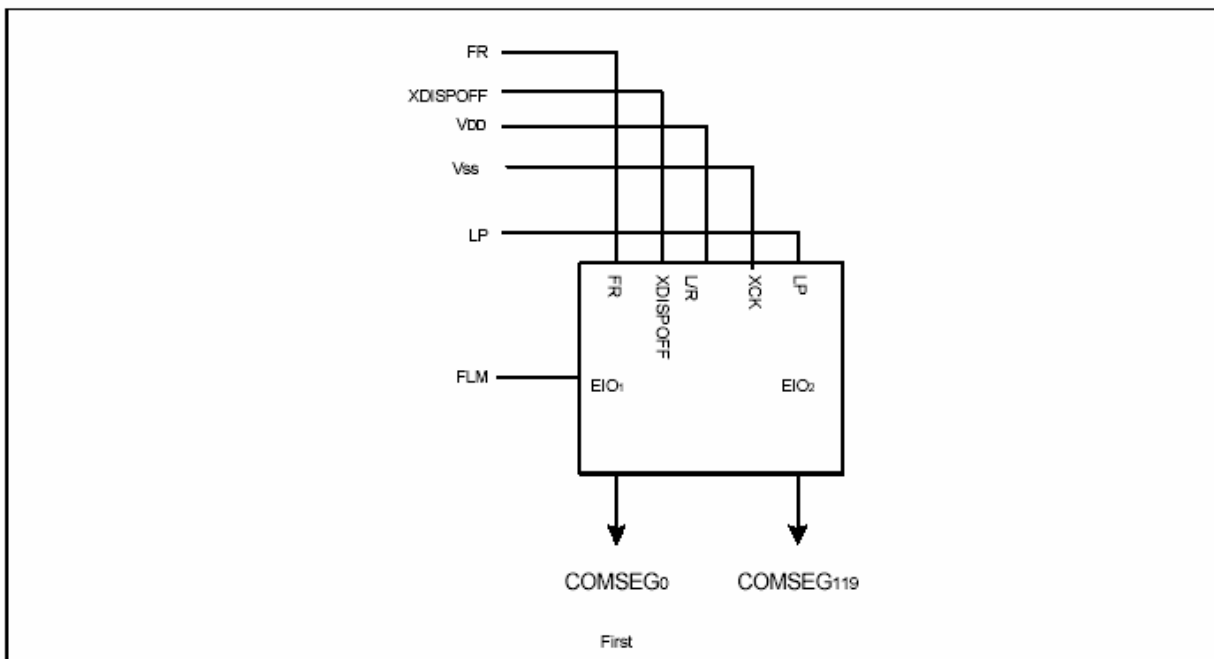 FR
XDISPOFF
VDD
Vss
LP
FR
XDISPOFF
L/R
XCK
LP
FLM
EIO1
EIO2
COMSEG0
COMSEG119
First